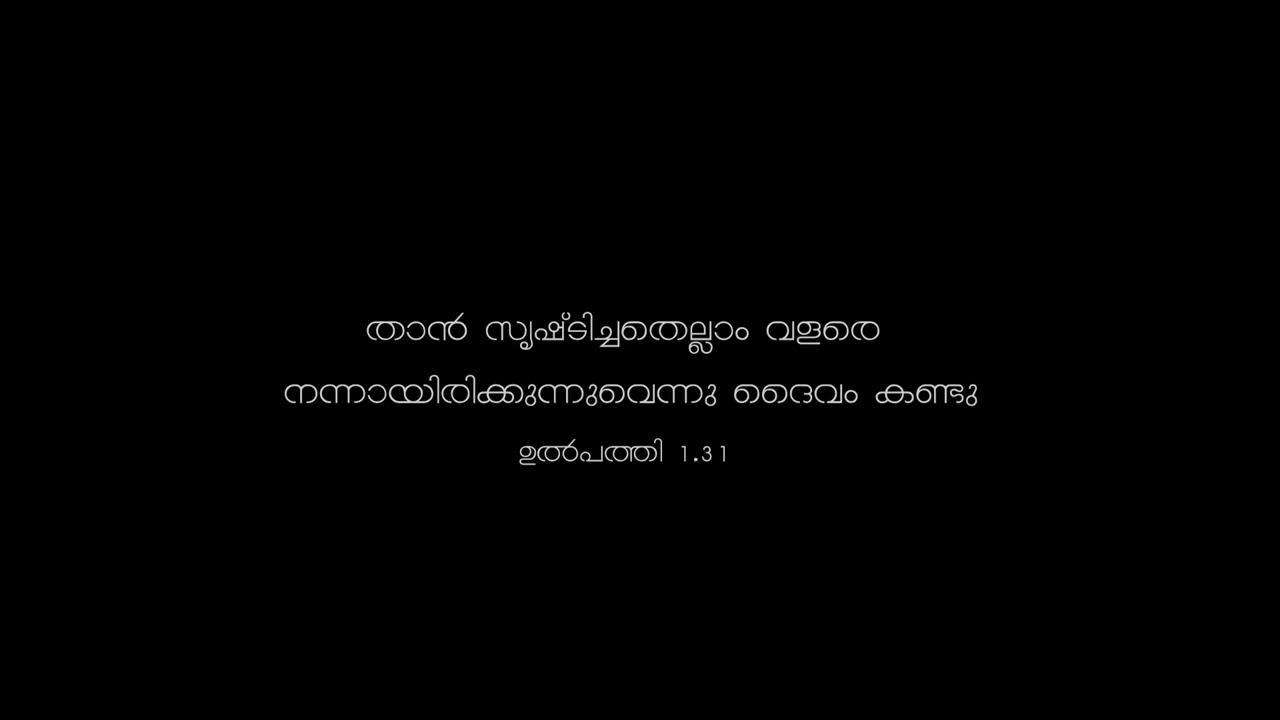 താൻ സൃഷ്ടിച്ചതെല്ലാം വളരെ
നന്നായിരിക്കുന്നുവെന്നു ദൈവം കണ്ടു
ഉൽപത്തി 1.31